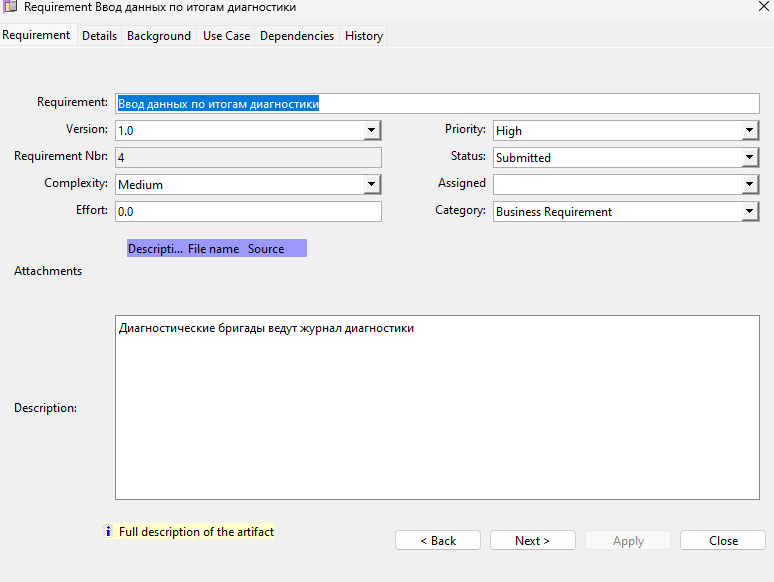 Requirement Ввод данных по итогам диагностики
Requirement Details Background Use Case Dependencies History
Requirement: Ввод данных по итогам диагностики
Version: 1.0 Priority: High
Requirement Nbr: 4 Status: Submitted
Complexity: Medium Assigned
Effort: 0.0 Category: Business Requirement
Descripti... File name Source
Attachments
Диагностические бригады ведут журнал диагностики
Description:
i Full description of the artifact
< Back Next > Apply Close